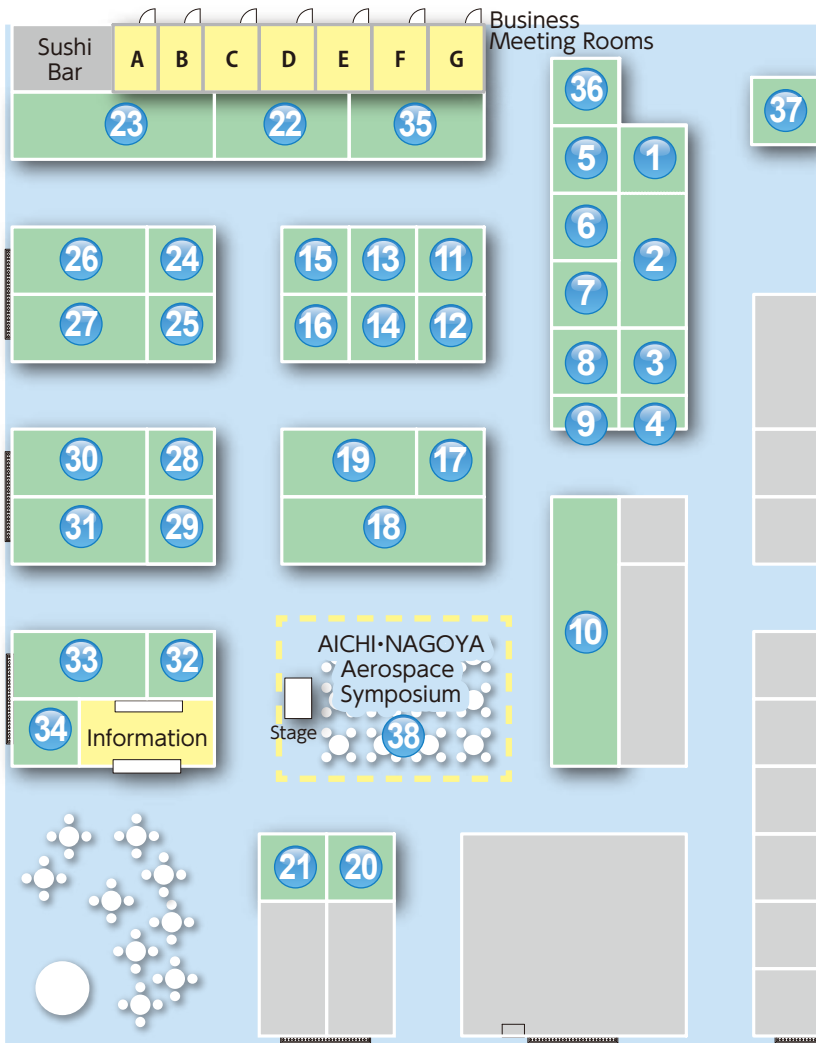 Business
Meeting Rooms
Sushi
Bar
A B C D E F G
23 22 35
36
37
5 1
26 24
15 13 11
6 2
27 25
16 14 12
7
8 3
9 4
30 28
19 17
31 29
18
10
33 32
AICHI・NAGOYA
Aerospace
Symposium
34
Information
Stage
38
21 20